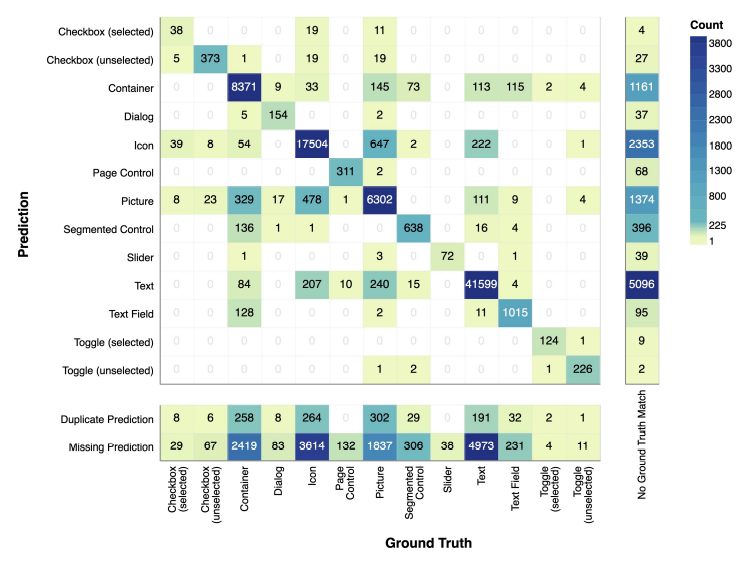 Count
Checkbox (selected) 38 0 0 0 19 0 11 0 0 0 0 0 0 4
Checkbox (unselected) 5 373 1 0 19 0 19 0 0 0 0 0 0 27
Container 0 0 8371 9 33 0 145 73 0 113 115 2 4 1161
Dialog 0 0 5 154 0 0 2 0 0 0 0 0 0 37
Icon 39 8 54 0 17504 0 647 2 0 222 0 0 1 2353
Page Control 0 0 0 0 0 311 2 0 0 0 0 0 0 68
Picture 8 23 329 17 478 1 6302 0 0 111 9 0 4 1374
Segmented Control 0 0 136 1 1 0 0 638 0 16 4 0 0 396
Slider 0 0 1 0 0 0 3 0 72 0 1 0 0 39
Text 0 0 84 0 207 10 240 15 0 41599 4 0 0 5096
Text Field 0 0 128 0 0 0 2 0 0 11 1015 0 0 95
Toggle (selected) 0 0 0 0 0 0 0 0 0 0 0 124 1 9
Toggle (unselected) 0 0 0 0 0 0 1 2 0 0 0 1 226 2
3800
3300
2800
2300
1800
1300
800
225
1
Prediction
Duplicate Prediction 8 6 258 8 264 0 302 29 0 191 32 2 1
Missing Prediction 29 67 2419 83 3614 132 1837 306 38 4973 231 4 11
Checkbox
(selected)
Checkbox
(unselected)
Container
Dialog
Icon
Page
Control
Picture
Segmented
Control
Slider
Text
Text Field
Toggle
(selected)
Toggle
(unselected)
No Ground Truth Match
Ground Truth